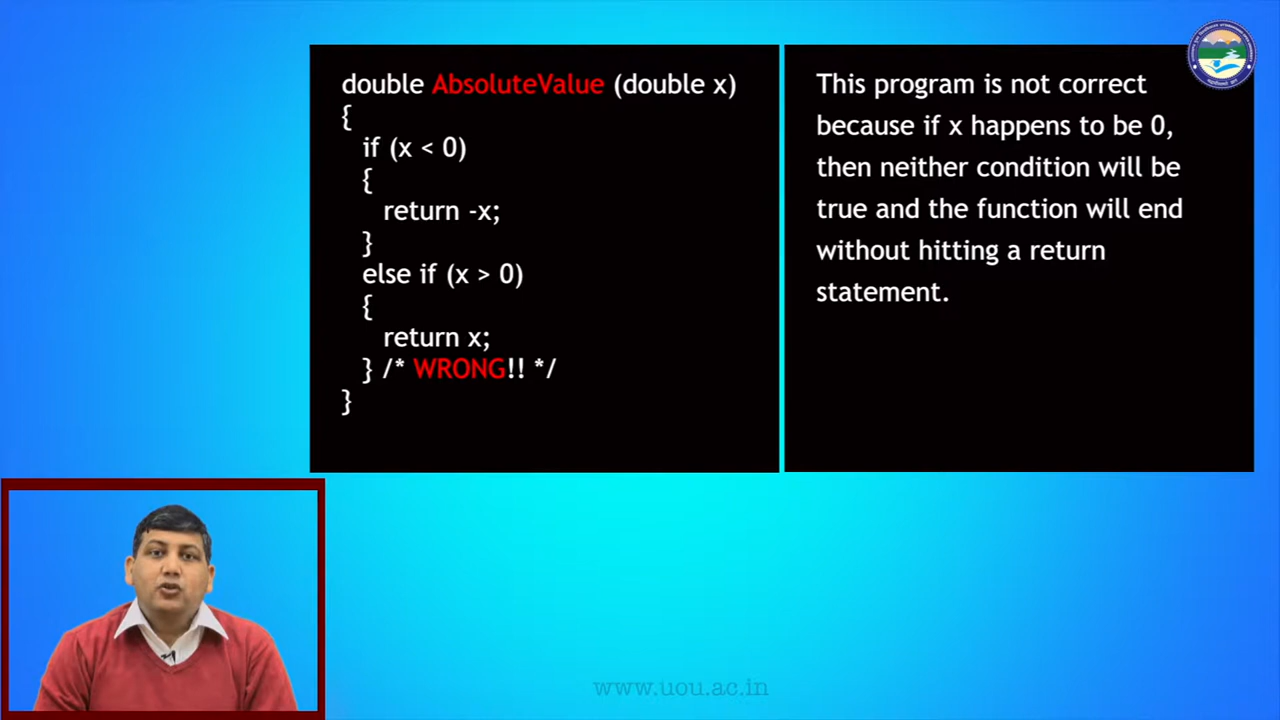 double AbsoluteValue (double x)
{
if (x < 0)
{
return -x;
}
else if (x > 0)
{
return x;
} /* WRONG!! */
}
This program is not correct
because if x happens to be 0,
then neither condition will be
true and the function will end
without hitting a return
statement.
www.uou.ac.in